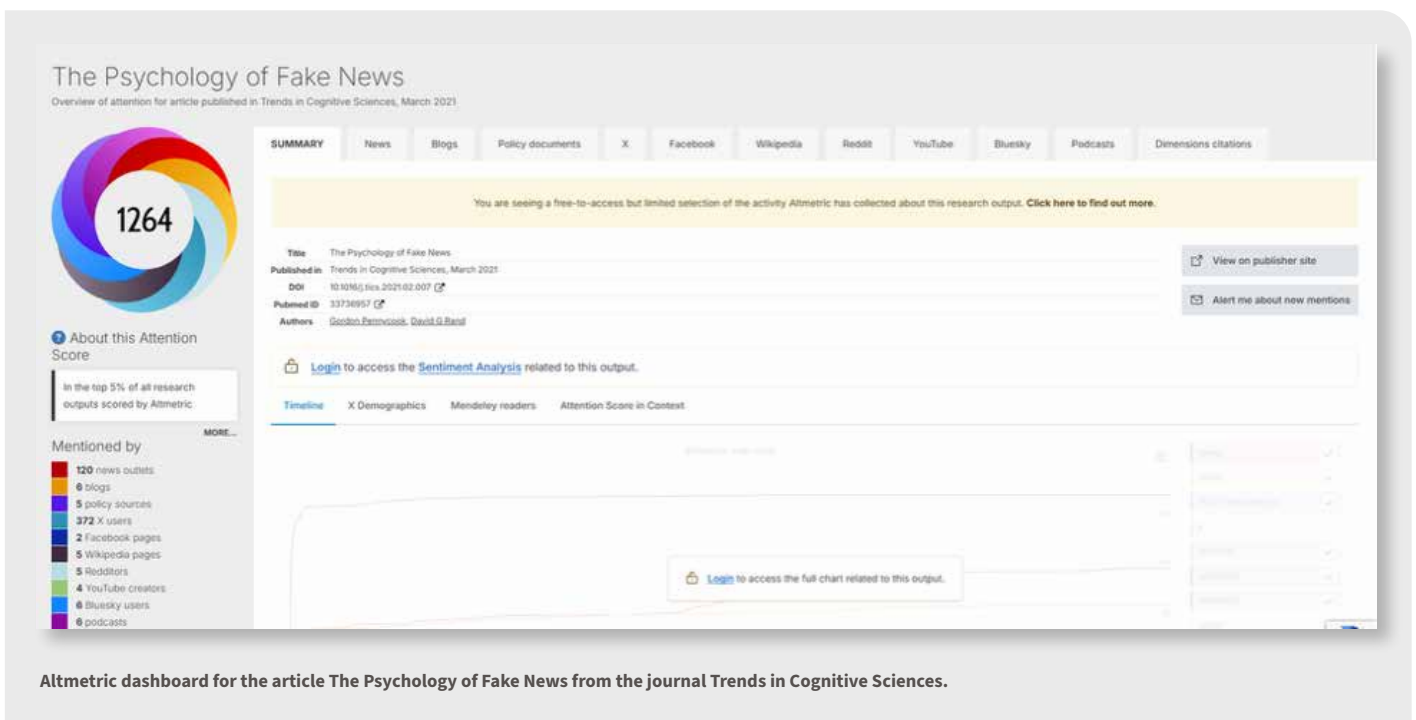 The Psychology of Fake News
Overview of attention for article published in Trends in Cognitive Sciences, March 2021
1264
SUMMARY News Blogs Policy documents X Facebook Wikipedia Reddit YouTube Bluesky Podcasts Dimensions citations
You are seeing a free-to-access but limited selection of the activity Altmetric has collected about this research output. Click here to find out more.
Title The Psychology of Fake News
Published in Trends in Cognitive Sciences, March 2021
DOI 10.1016/j.tics.2021.02.007
Pubmed ID 33736957
Authors Gordon Pennycook, David G Rand
View on publisher site
Alert me about new mentions
About this Attention
Score
In the top 5% of all research
outputs scored by Altmetric
MORE...
Login to access the Sentiment Analysis related to this output.
Timeline X Demographics Mendeley readers Attention Score in Context
Mentioned by
120 news outlets
6 blogs
5 policy sources
372 X users
2 Facebook pages
5 Wikipedia pages
5 Redditors
4 YouTube creators
6 Bluesky users
6 podcasts
Login to access the full chart related to this output.
Altmetric dashboard for the article The Psychology of Fake News from the journal Trends in Cognitive Sciences.